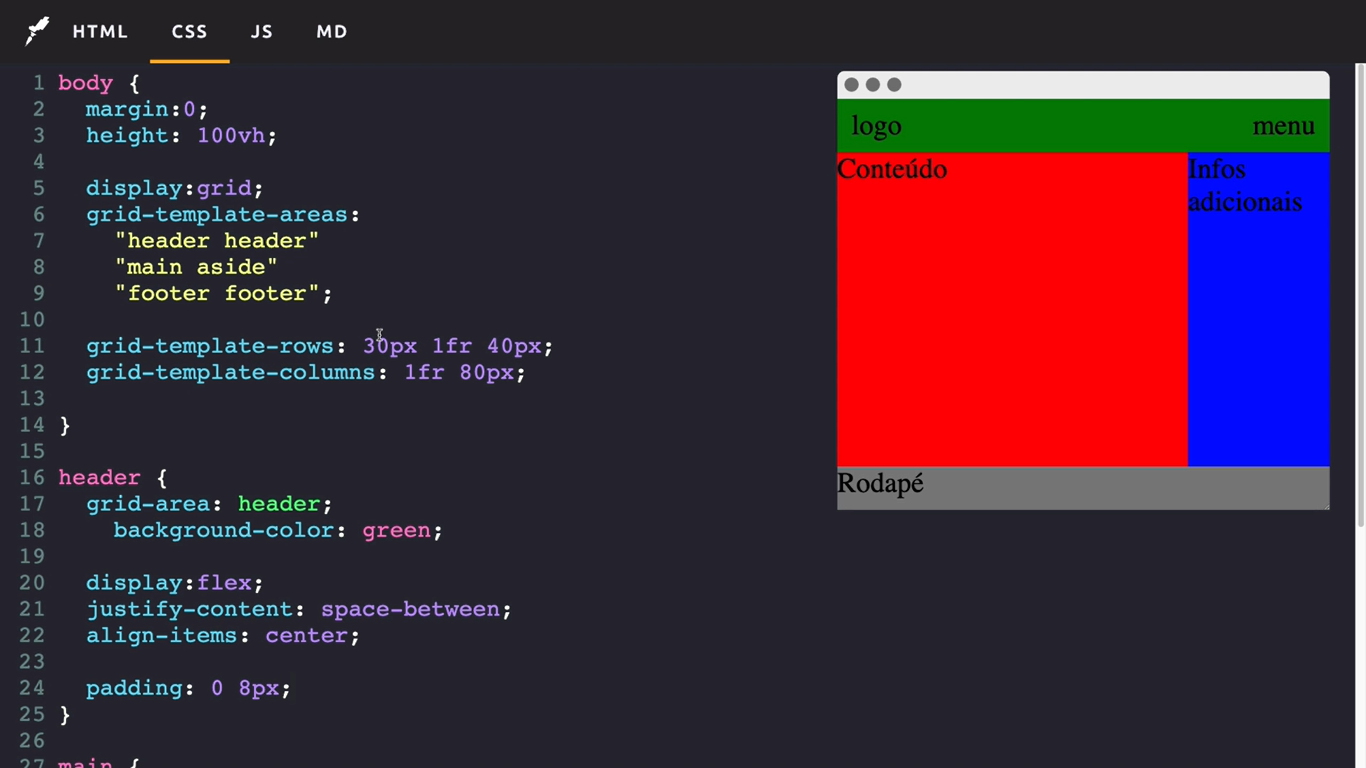 HTML CSS JS MD
1 body {
2 margin:0;
3 height: 100vh;
4
5 display:grid;
6 grid-template-areas:
7 "header header"
8 "main aside"
9 "footer footer";
10
11 grid-template-rows: 30px 1fr 40px;
12 grid-template-columns: 1fr 80px;
13
14 }
15
16 header {
17 grid-area: header;
18 background-color: green;
19
20 display:flex;
21 justify-content: space-between;
22 align-items: center;
23
24 padding: 0 8px;
25 }
26
27 main {
logo menu
Conteúdo
Infos
adicionais
Rodapé